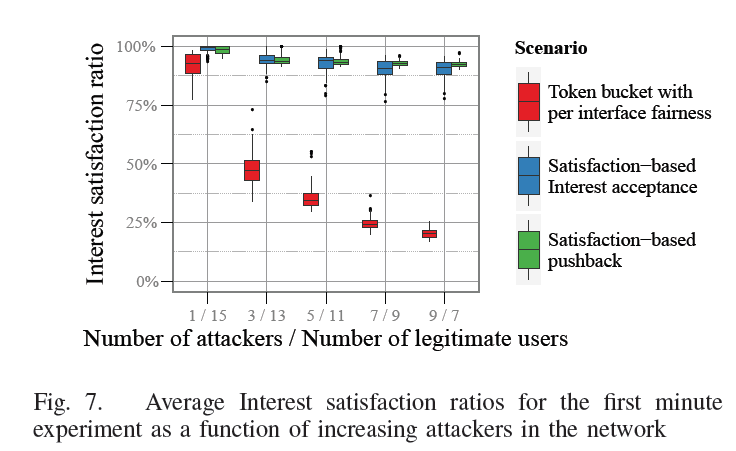 Interest satisfaction ratio
100%
75%
50%
25%
0%
1 / 15
3 / 13
5 / 11
7 / 9
9 / 7
Number of attackers / Number of legitimate users
Scenario
Token bucket with
per interface fairness
Satisfaction−based
Interest acceptance
Satisfaction−based
pushback
Fig. 7. Average Interest satisfaction ratios for the first minute
experiment as a function of increasing attackers in the network